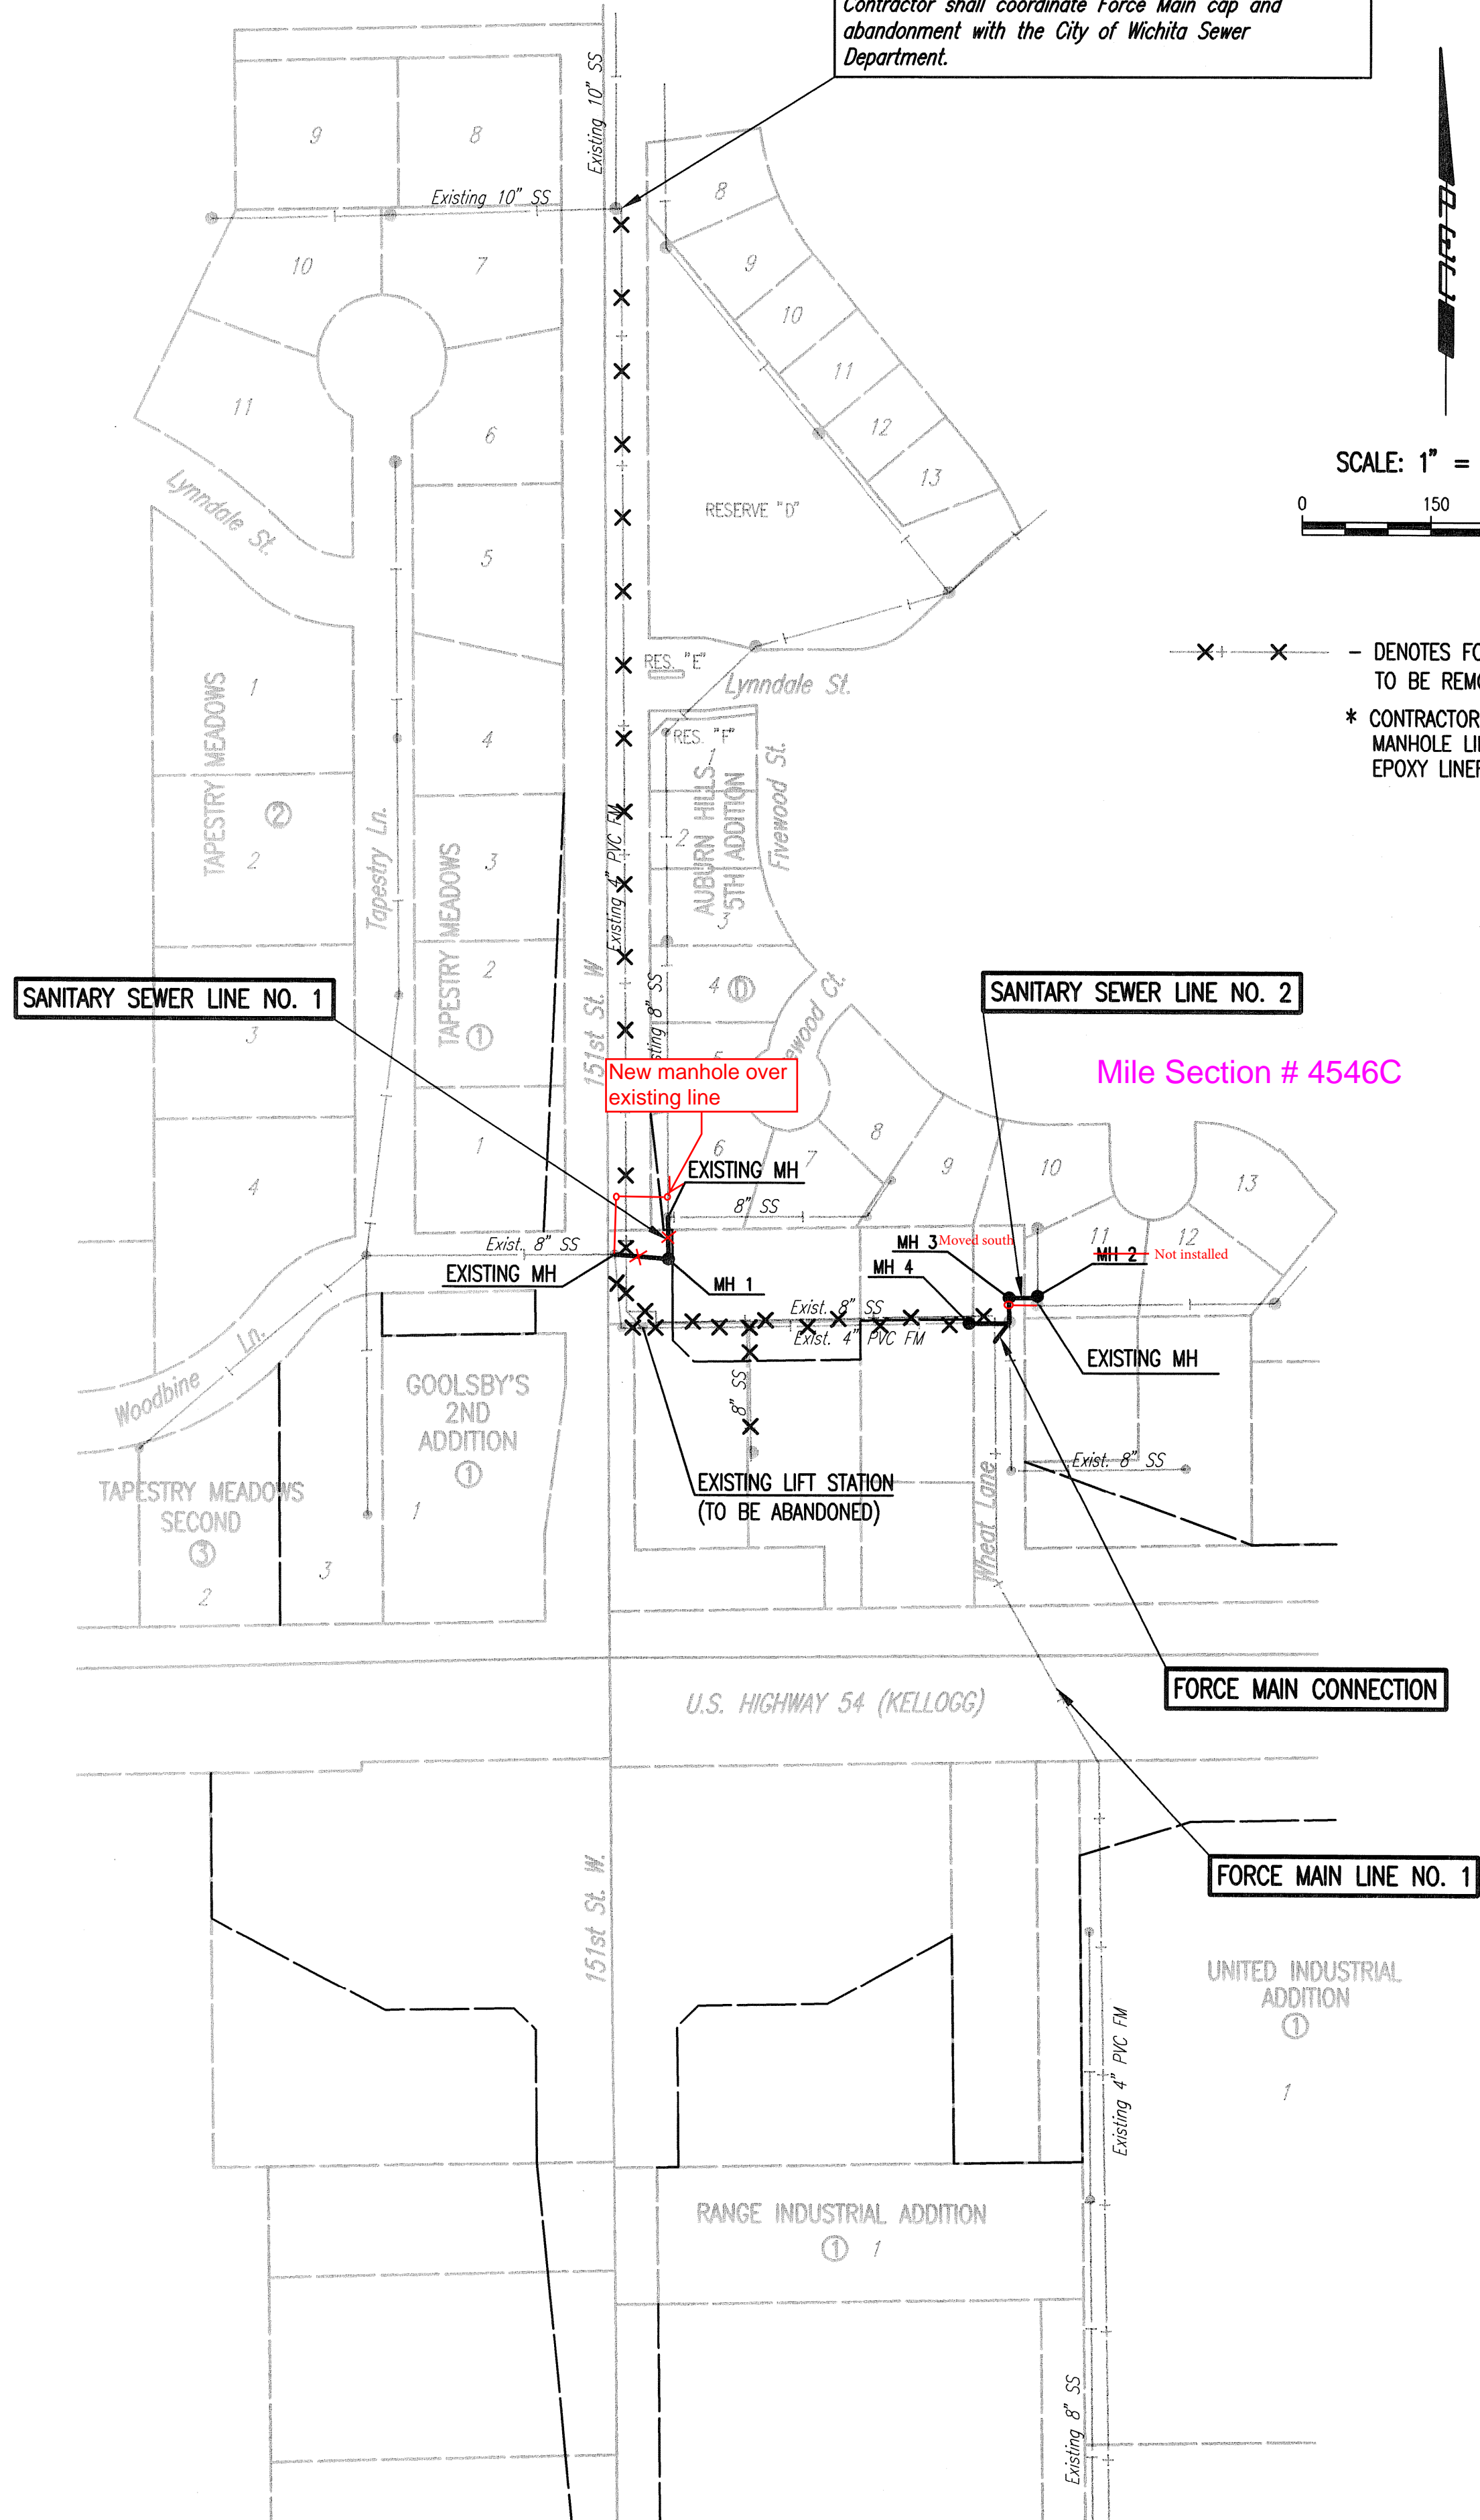 Contractor shall coordinate Force Main cap and
abandonment with the City of Wichita Sewer
Department.
Existing 10" SS
9
8
Existing 10" SS
8
10
7
9
10
11
11
12
6
13
SCALE: 1" =
0
150
Lynndale St.
RESERVE "D"
5
RES. "E"
DENOTES
TO BE
Lynndale St.
1
* CONTRACTOR
MANHOLE
EPOXY
TAPESTRY MEADOWS
4
RES. "F"
1
2
2
Tapestry Ln.
TAPESTRY MEADOWS
1
3
Existing 4" PVC FM
2
AUBURN HILLS
5TH ADDITION
Fivewood St.
3
2
4
1
SANITARY SEWER LINE NO. 1
SANITARY SEWER LINE NO. 2
3
151st St. W.
8" SS
Ct.
Mile Section # 4546C
New manhole over
existing line
1
4
6
7
8
9
10
13
EXISTING MH
8" SS
11
12
Exist. 8" SS
MH 3
Moved south
MH 2
Not installed
EXISTING MH
MH 1
MH 4
Exist. 8" SS
Exist. 4" PVC FM
EXISTING MH
Woodbine Ln.
8" SS
GOOLSBY'S
2ND
ADDITION
1
1
Exist. 8" SS
TAPESTRY MEADOWS
SECOND
3
EXISTING LIFT STATION
(TO BE ABANDONED)
Wheat Lane
3
2
FORCE MAIN CONNECTION
U.S. HIGHWAY 54 (KELLOGG)
FORCE MAIN LINE NO. 1
151st St. W.
UNITED INDUSTRIAL
ADDITION
1
1
Existing 4" PVC FM
RANGE INDUSTRIAL ADDITION
1
1
Existing 8" SS